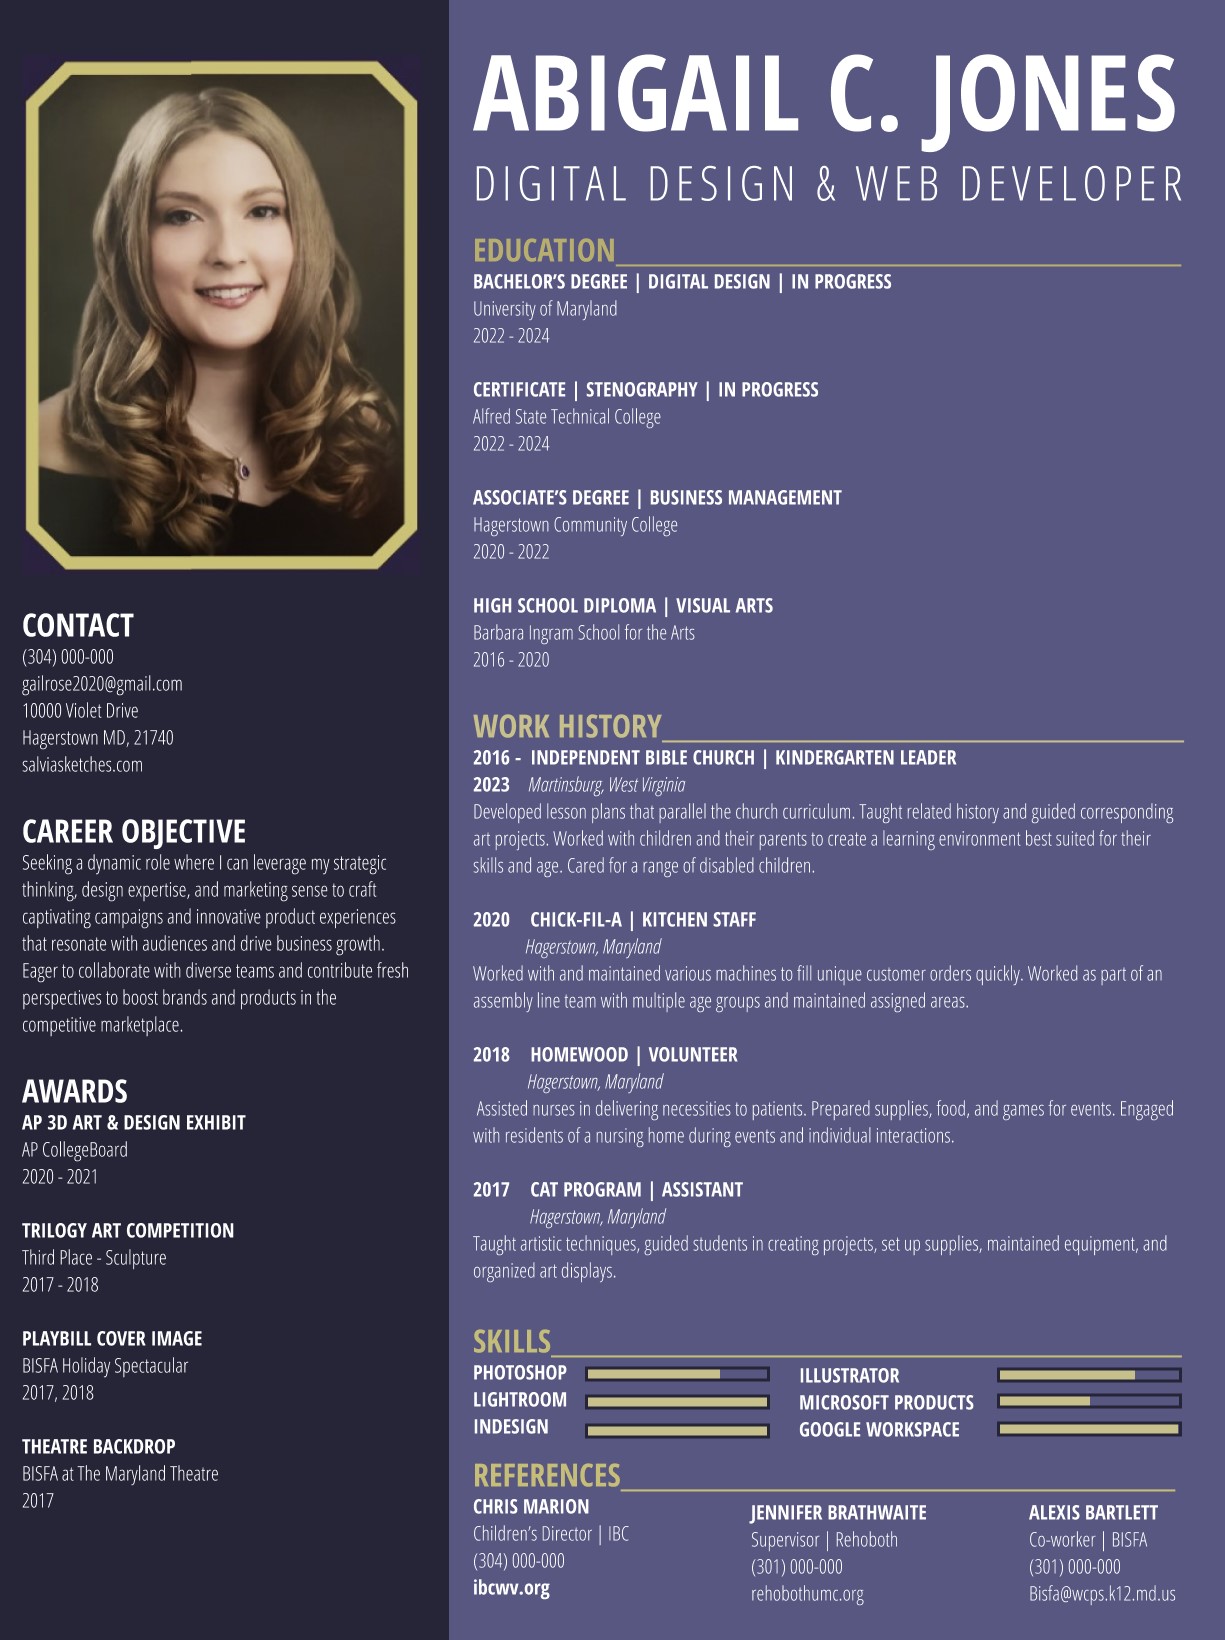 ABIGAIL C. JONES
DIGITAL DESIGN & WEB DEVELOPER
CONTACT
(304) 000-000
gailrose2020@gmail.com
10000 Violet Drive
Hagerstown MD, 21740
salviasketches.com
CAREER OBJECTIVE
Seeking a dynamic role where I can leverage my strategic
thinking, design expertise, and marketing sense to craft
captivating campaigns and innovative product experiences
that resonate with audiences and drive business growth.
Eager to collaborate with diverse teams and contribute fresh
perspectives to boost brands and products in the
competitive marketplace.
AWARDS
AP 3D ART & DESIGN EXHIBIT
AP CollegeBoard
2020 - 2021
TRILOGY ART COMPETITION
Third Place - Sculpture
2017 - 2018
PLAYBILL COVER IMAGE
BISFA Holiday Spectacular
2017, 2018
THEATRE BACKDROP
BISFA at The Maryland Theatre
2017
EDUCATION
BACHELOR'S DEGREE | DIGITAL DESIGN | IN PROGRESS
University of Maryland
2022 - 2024
CERTIFICATE | STENOGRAPHY | IN PROGRESS
Alfred State Technical College
2022 - 2024
ASSOCIATE'S DEGREE | BUSINESS MANAGEMENT
Hagerstown Community College
2020 - 2022
HIGH SCHOOL DIPLOMA | VISUAL ARTS
Barbara Ingram School for the Arts
2016 - 2020
WORK HISTORY
2016 - INDEPENDENT BIBLE CHURCH | KINDERGARTEN LEADER
2023 Martinsburg, West Virginia
Developed lesson plans that parallel the church curriculum. Taught related history and guided corresponding
art projects. Worked with children and their parents to create a learning environment best suited for their
skills and age. Cared for a range of disabled children.
2020 CHICK-FIL-A | KITCHEN STAFF
Hagerstown, Maryland
Worked with and maintained various machines to fill unique customer orders quickly. Worked as part of an
assembly line team with multiple age groups and maintained assigned areas.
2018 HOMEWOOD | VOLUNTEER
Hagerstown, Maryland
Assisted nurses in delivering necessities to patients. Prepared supplies, food, and games for events. Engaged
with residents of a nursing home during events and individual interactions.
2017 CAT PROGRAM | ASSISTANT
Hagerstown, Maryland
Taught artistic techniques, guided students in creating projects, set up supplies, maintained equipment, and
organized art displays.
SKILLS
PHOTOSHOP
LIGHTROOM
INDESIGN
ILLUSTRATOR
MICROSOFT PRODUCTS
GOOGLE WORKSPACE
REFERENCES
CHRIS MARION
Children's Director | IBC
(304) 000-000
ibcwv.org
JENNIFER BRATHWAITE
Supervisor | Rehoboth
(301) 000-000
rehobothumc.org
ALEXIS BARTLETT
Co-worker | BISFA
(301) 000-000
Bisfa@wcps.k12.md.us